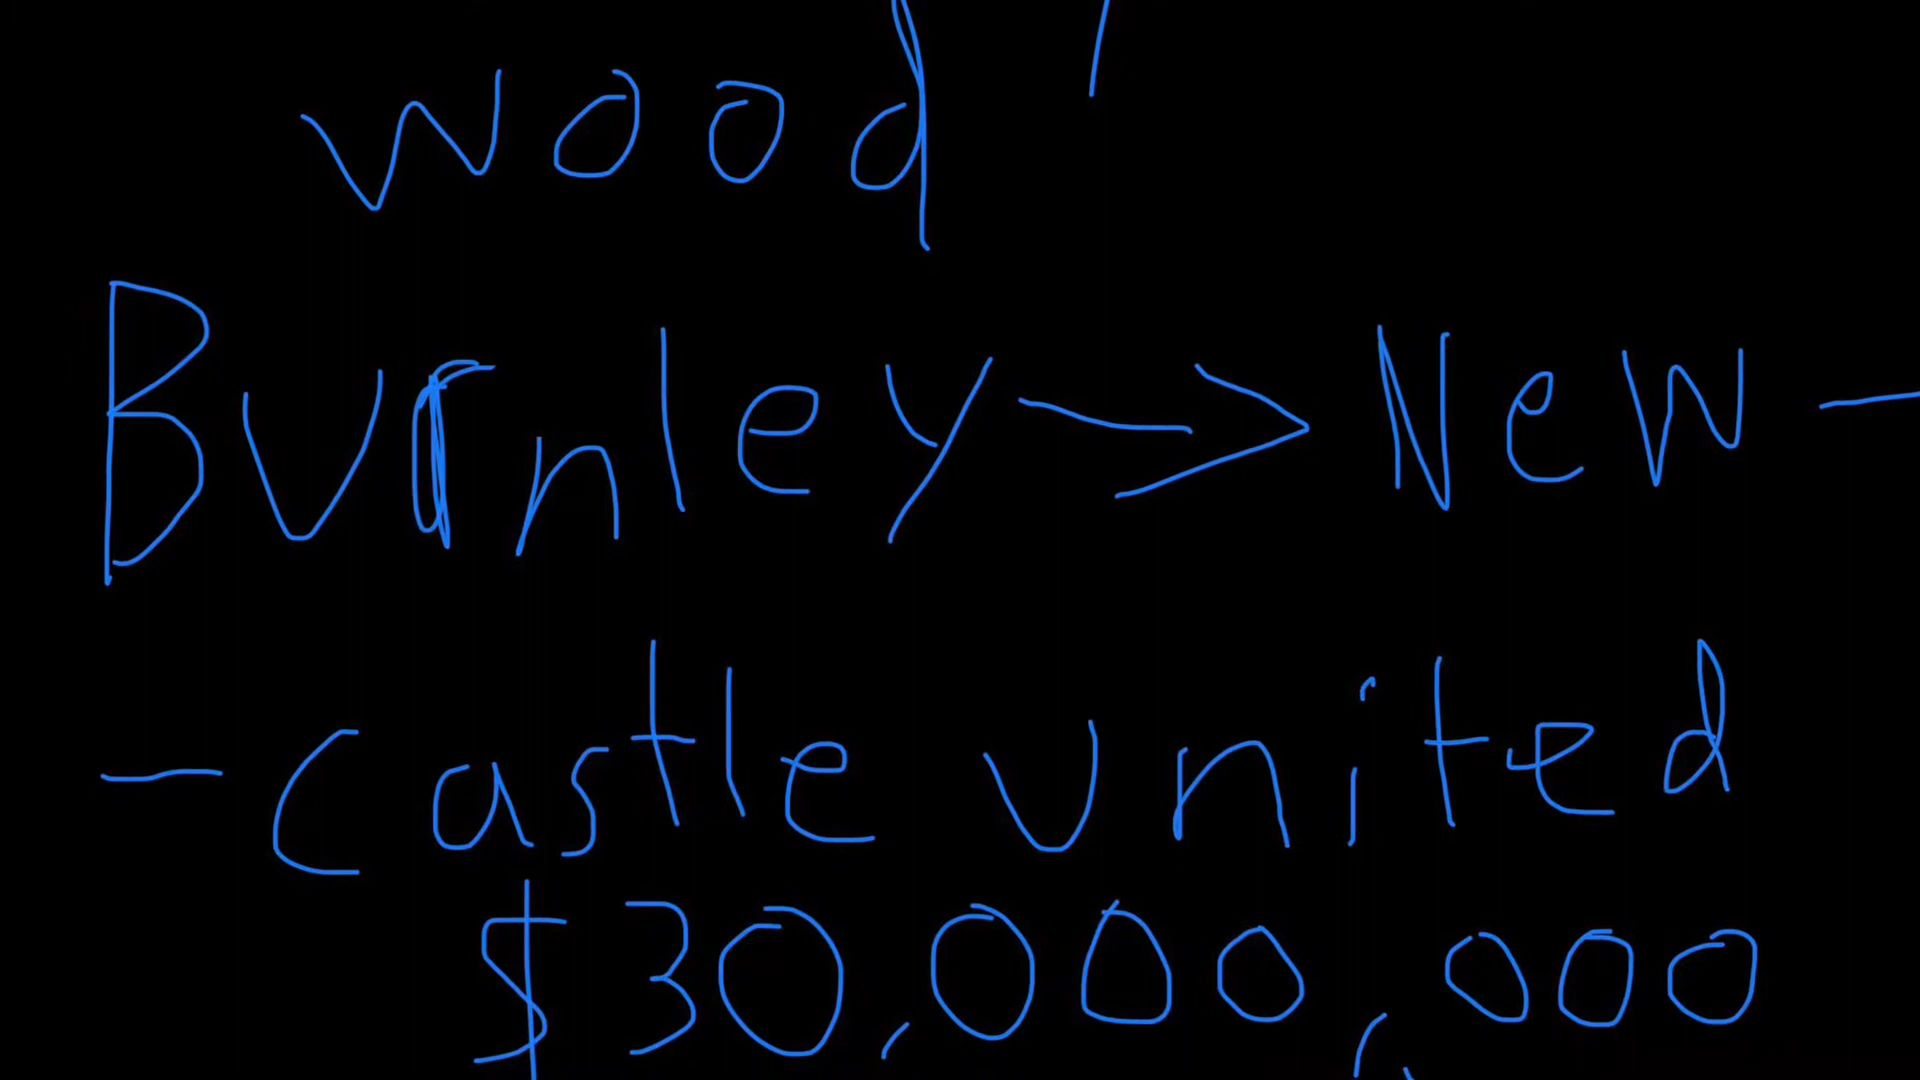 wood
Burnley -> New -
- castle united
$30,000,000